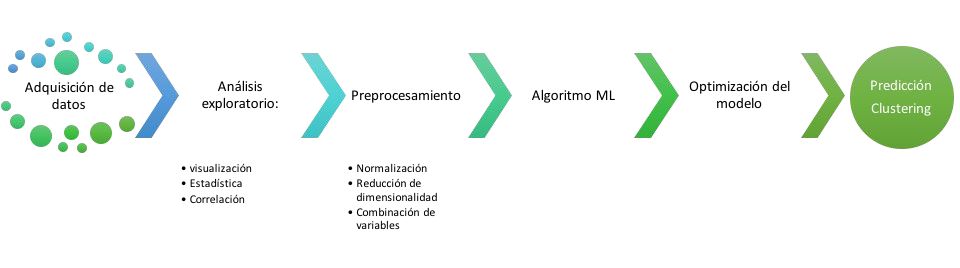 Adquisición de
datos
Análisis
exploratorio:
• visualización
• Estadística
• Correlación
Preprocesamiento
• Normalización
• Reducción de
dimensionalidad
• Combinación de
variables
Algoritmo ML
Optimización del
modelo
Predicción
Clustering